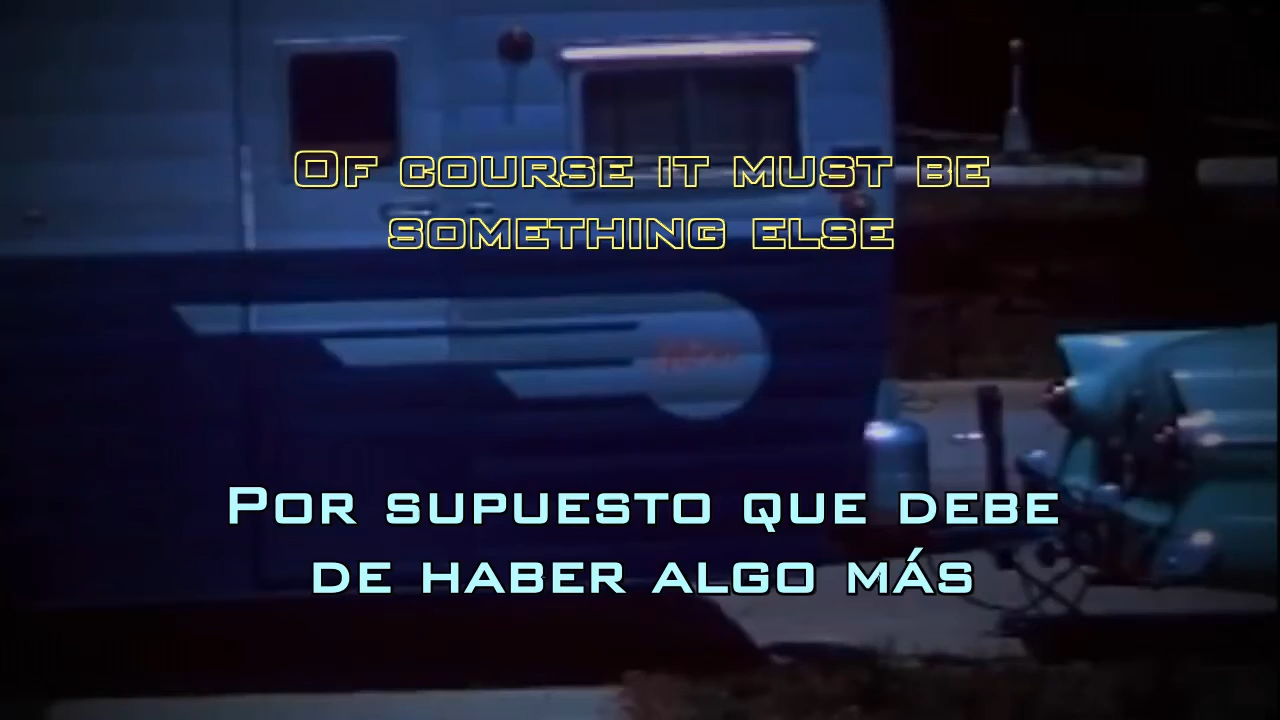 Of course it must be
something else
Por supuesto que debe
de haber algo más